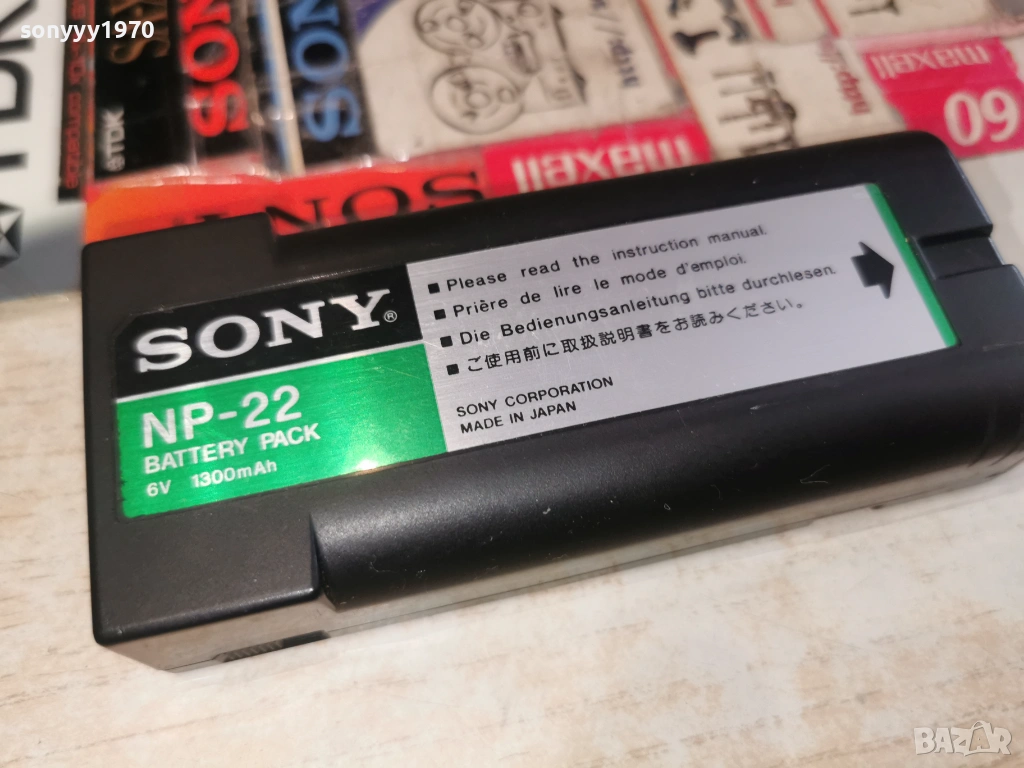 sonyyy1970
TDK
SONY
SONY
eTDK
maxell
maxell
60
SONY®
NP-22
BATTERY PACK
6V 1300mAh
■ Please read the instruction manual.
■ Prière de lire le mode d'emploi.
■ Die Bedienungsanleitung bitte durchlesen.
■ ご使用前に取扱説明書をお読みください。
SONY CORPORATION
MADE IN JAPAN
BAZAR